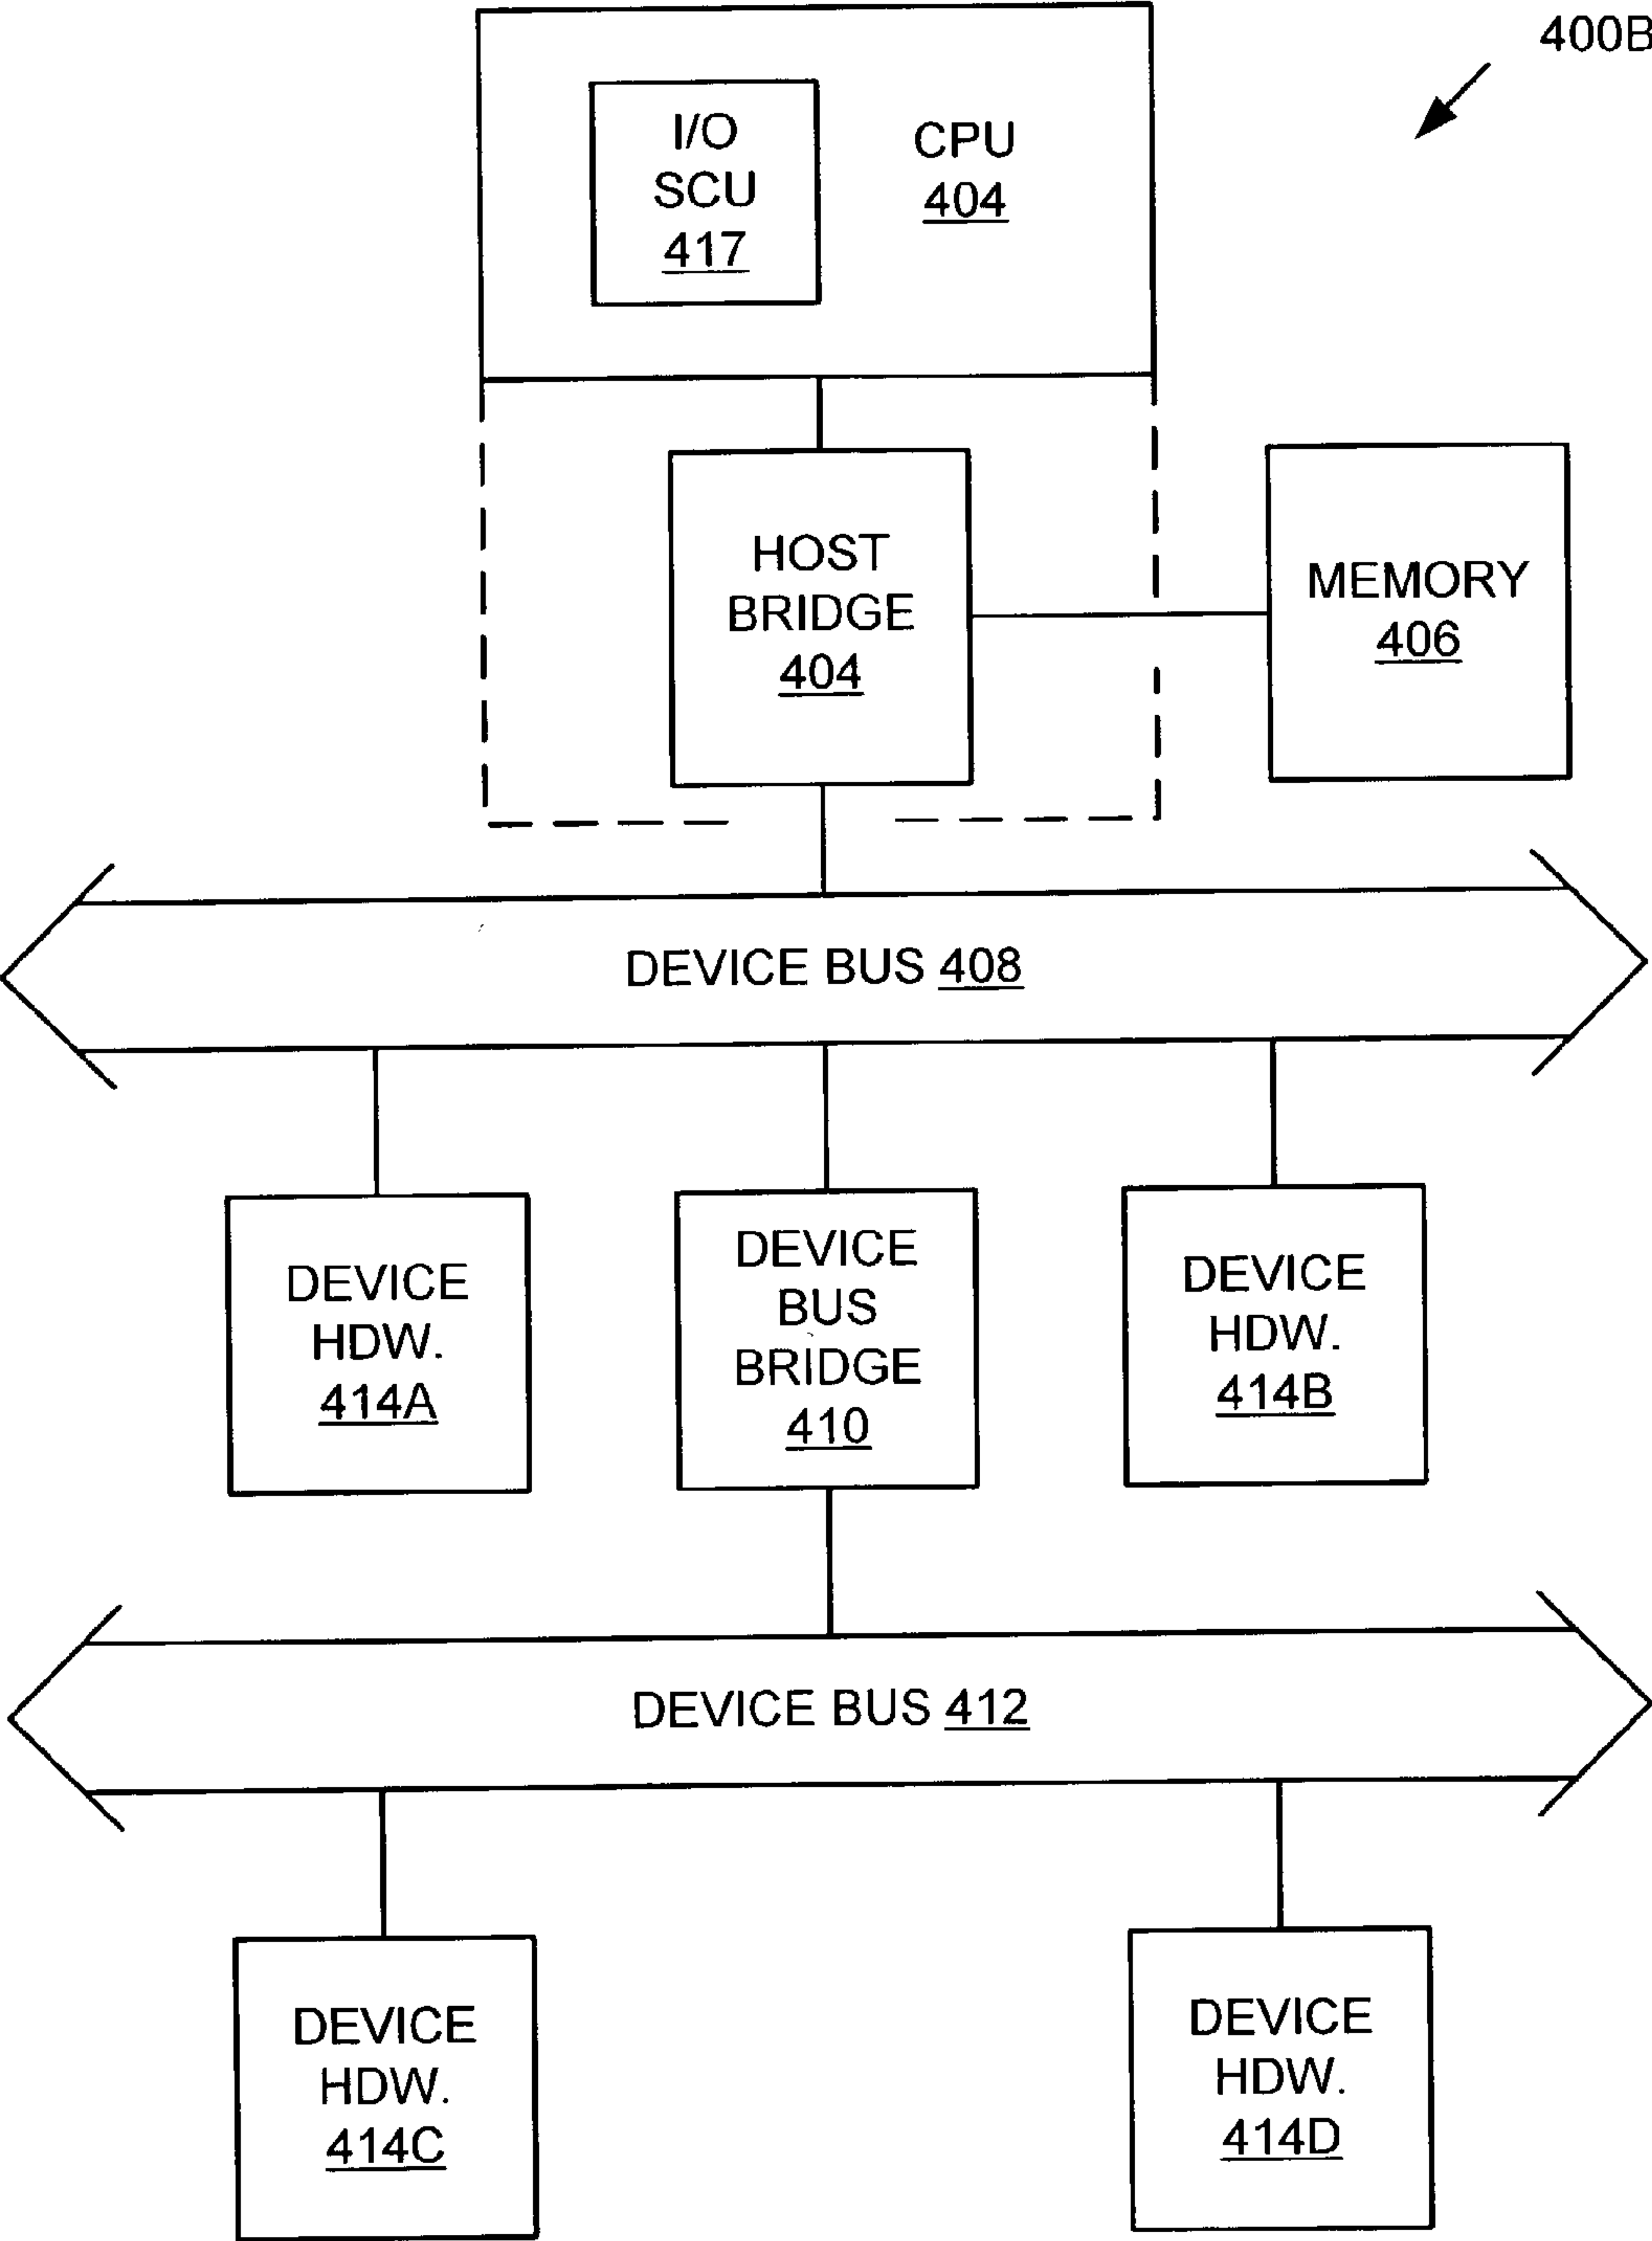 400B
I/O
SCU
417
CPU
404
HOST
BRIDGE
404
MEMORY
406
DEVICE BUS 408
DEVICE
HDW.
414A
DEVICE
BUS
BRIDGE
410
DEVICE
HDW.
414B
DEVICE BUS 412
DEVICE
HDW.
414C
DEVICE
HDW.
414D